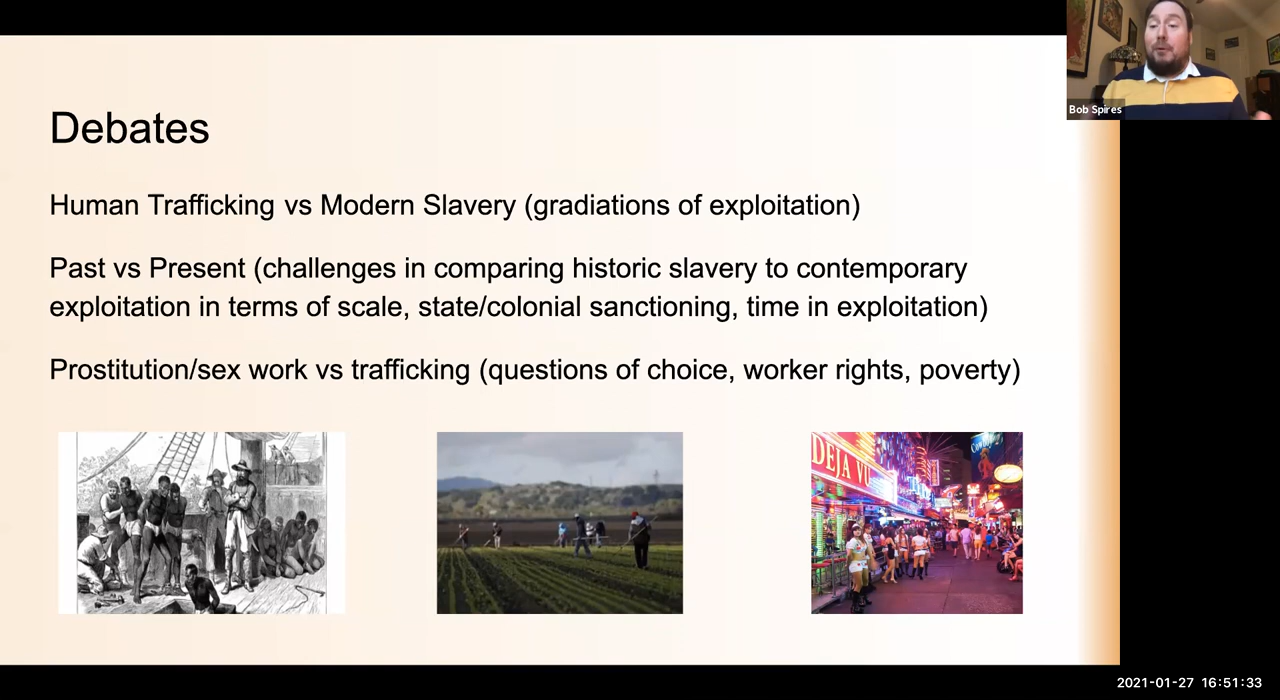 Bob Spires
Debates
Human Trafficking vs Modern Slavery (gradiations of exploitation)
Past vs Present (challenges in comparing historic slavery to contemporary
exploitation in terms of scale, state/colonial sanctioning, time in exploitation)
Prostitution/sex work vs trafficking (questions of choice, worker rights, poverty)
DEJA VU
2021-01-27 16:51:33